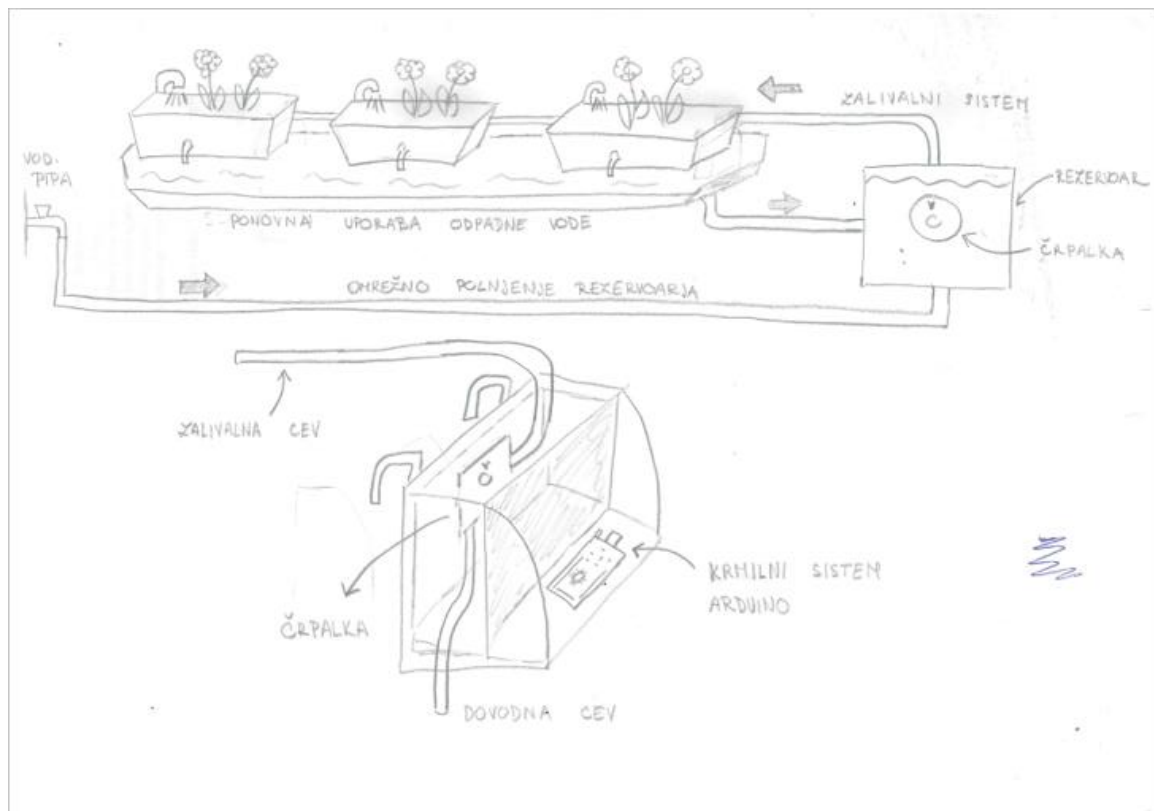 ZALIVALNI SISTEM
VOD.
PIPA
REZERVOAR
PONOVNA UPORABA ODPADNE VODE
ČRPALKA
OMREŽNO POLNJENJE REZERVOARJA
ZALIVALNA CEV
KRMILNI SISTEM
ARDUINO
ČRPALKA
DOVODNA CEV